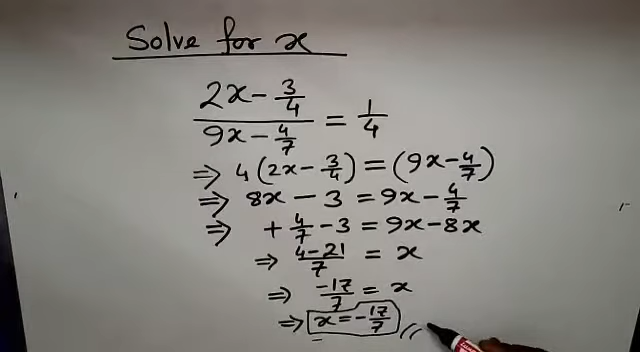 Solve for x
(2x - 3/4)/(9x - 4/7) = 1/4
⇒ 4(2x - 3/4) = (9x - 4/7)
⇒ 8x - 3 = 9x - 4/7
⇒ + 4/7 - 3 = 9x - 8x
⇒ (4-21)/7 = x
⇒ -17/7 = x
⇒ x = -17/7 //